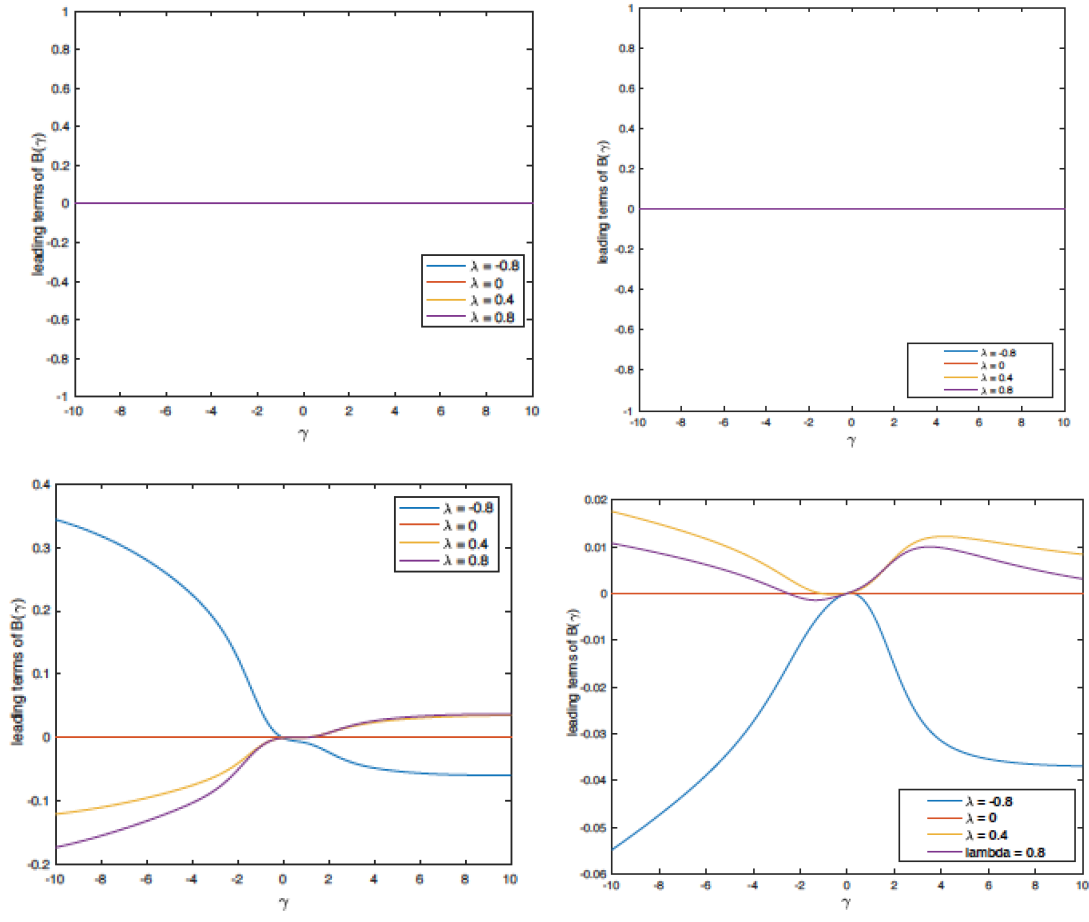 1
0.8
0.6
0.4
0.2
0
-0.2
-0.4
-0.6
-0.8
-1
leading terms of B(γ)
-10 -8 -6 -4 -2 0 2 4 6 8 10
γ
λ = -0.8
λ = 0
λ = 0.4
λ = 0.8
1
0.8
0.6
0.4
0.2
0
-0.2
-0.4
-0.6
-0.8
-1
leading terms of B(γ)
-10 -8 -6 -4 -2 0 2 4 6 8 10
γ
λ = -0.8
λ = 0
λ = 0.4
λ = 0.8
0.4
0.3
0.2
0.1
0
-0.1
-0.2
leading terms of B(γ)
-10 -8 -6 -4 -2 0 2 4 6 8 10
γ
λ = -0.8
λ = 0
λ = 0.4
λ = 0.8
0.02
0.01
0
-0.01
-0.02
-0.03
-0.04
-0.05
-0.06
leading terms of B(γ)
-10 -8 -6 -4 -2 0 2 4 6 8 10
γ
λ = -0.8
λ = 0
λ = 0.4
lambda = 0.8